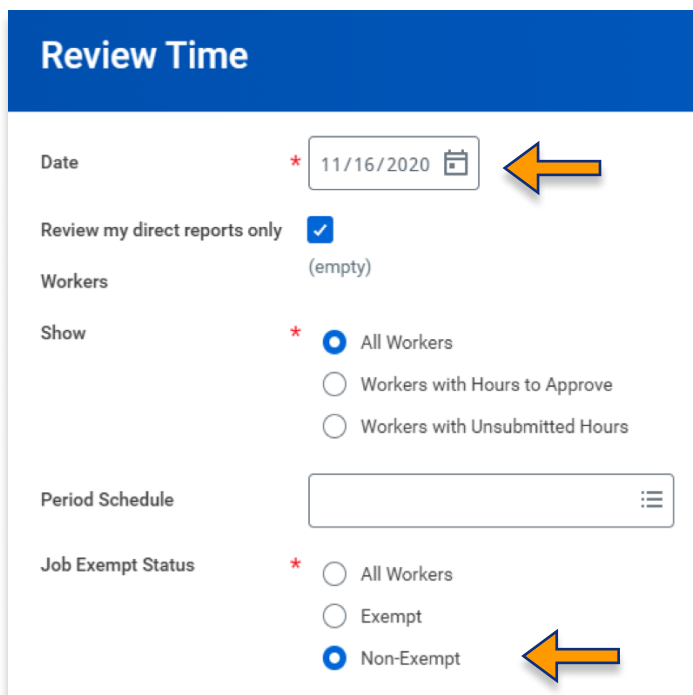 Review Time
Date * 11/16/2020
Review my direct reports only
Workers (empty)
Show * All Workers
Workers with Hours to Approve
Workers with Unsubmitted Hours
Period Schedule
Job Exempt Status * All Workers
Exempt
Non-Exempt